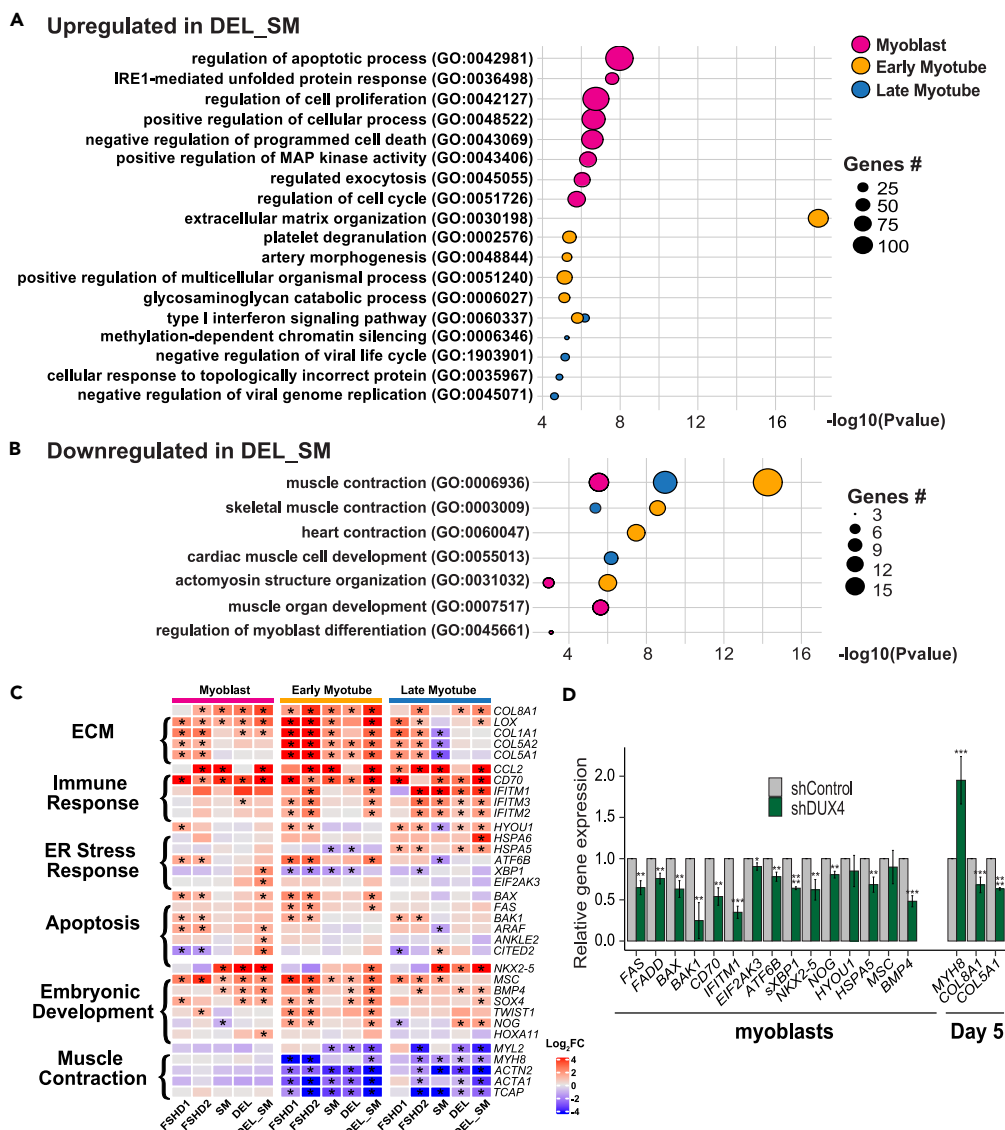 A Upregulated in DEL_SM
regulation of apoptotic process (GO:0042981)
IRE1-mediated unfolded protein response (GO:0036498)
regulation of cell proliferation (GO:0042127)
positive regulation of cellular process (GO:0048522)
negative regulation of programmed cell death (GO:0043069)
positive regulation of MAP kinase activity (GO:0043406)
regulated exocytosis (GO:0045055)
regulation of cell cycle (GO:0051726)
extracellular matrix organization (GO:0030198)
platelet degranulation (GO:0002576)
artery morphogenesis (GO:0048844)
positive regulation of multicellular organismal process (GO:0051240)
glycosaminoglycan catabolic process (GO:0006027)
type I interferon signaling pathway (GO:0060337)
methylation-dependent chromatin silencing (GO:0006346)
negative regulation of viral life cycle (GO:1903901)
cellular response to topologically incorrect protein (GO:0035967)
negative regulation of viral genome replication (GO:0045071)
4 8 12 16 -log10(Pvalue)
Myoblast
Early Myotube
Late Myotube
Genes #
25
50
75
100
B Downregulated in DEL_SM
muscle contraction (GO:0006936)
skeletal muscle contraction (GO:0003009)
heart contraction (GO:0060047)
cardiac muscle cell development (GO:0055013)
actomyosin structure organization (GO:0031032)
muscle organ development (GO:0007517)
regulation of myoblast differentiation (GO:0045661)
4 8 12 16 -log10(Pvalue)
Genes #
3
6
9
12
15
C
Myoblast Early Myotube Late Myotube
ECM
COL8A1
LOX
COL1A1
COL5A2
COL5A1
Immune Response
CCL2
CD70
IFITM1
IFITM3
IFITM2
ER Stress Response
HYOU1
HSPA6
HSPA5
ATF6B
XBP1
EIF2AK3
Apoptosis
BAX
FAS
BAK1
ARAF
ANKLE2
CITED2
Embryonic Development
NKX2-5
MSC
BMP4
SOX4
TWIST1
NOG
HOXA11
Muscle Contraction
MYL2
MYH8
ACTN2
ACTA1
TCAP
FSHD1 FSHD2 SM DEL DEL_SM FSHD1 FSHD2 SM DEL DEL_SM FSHD1 FSHD2 SM DEL DEL_SM
Log2FC
4
2
0
-2
-4
D
Relative gene expression
2.0
1.5
1.0
0.5
0.0
shControl
shDUX4
** ** ** ** ** *** * ** ** ** ** ** ** *** *** *** ** **
FAS FADD BAX BAK1 CD70 IFITM1 EIF2AK3 ATF6B sXBP1 NKX2-5 NOG HYOU1 HSPA5 MSC BMP4 MYH8 COL8A1 COL5A1
myoblasts Day 5